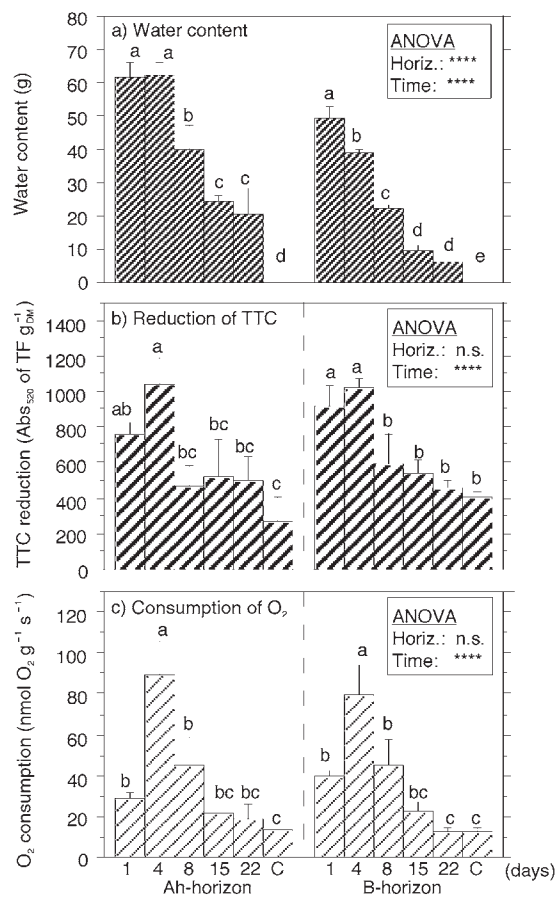 a) Water content
ANOVA
Horiz.: ****
Time: ****
Water content (g)
80
70
60
50
40
30
20
10
0
a a b c c d
a b c d d e
b) Reduction of TTC
ANOVA
Horiz.: n.s.
Time: ****
TTC reduction (Abs520 of TF g-1DM)
1400
1200
1000
800
600
400
200
0
ab a bc bc bc c
a a b b b b
c) Consumption of O2
ANOVA
Horiz.: n.s.
Time: ****
O2 consumption (nmol O2 g-1 s-1)
120
100
80
60
40
20
0
b a b bc bc c
b a b bc c c
1 4 8 15 22 C 1 4 8 15 22 C (days)
Ah-horizon B-horizon